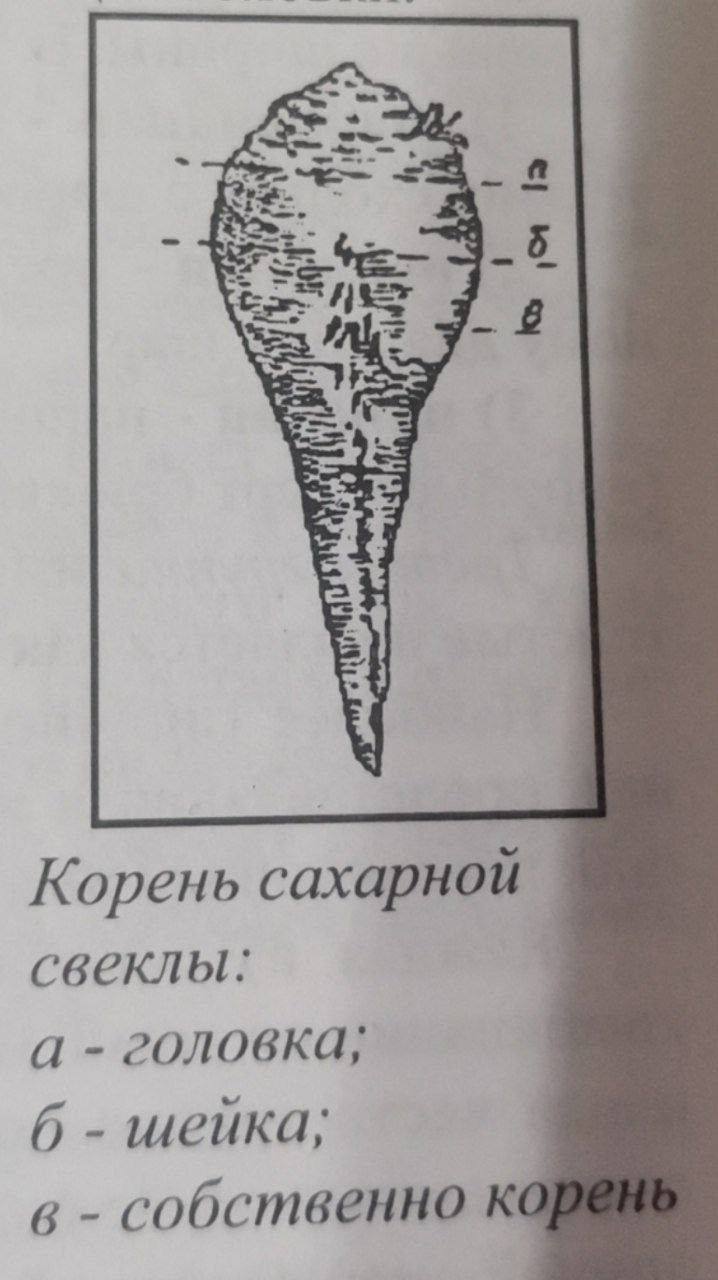 а
б
в
Корень сахарной
свеклы:
а - головка;
б - шейка;
в - собственно корень